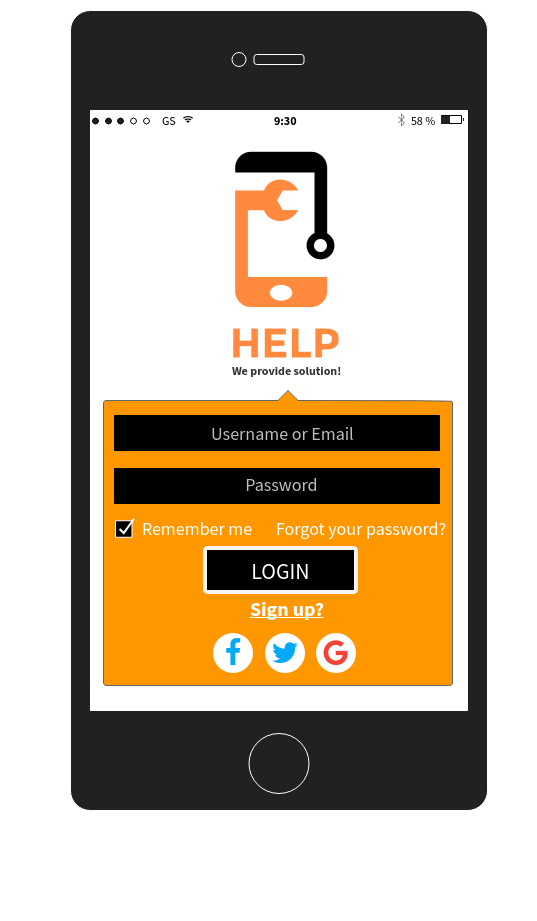 GS 9:30 58 %
HELP
We provide solution!
Username or Email
Password
Remember me Forgot your password?
LOGIN
Sign up?